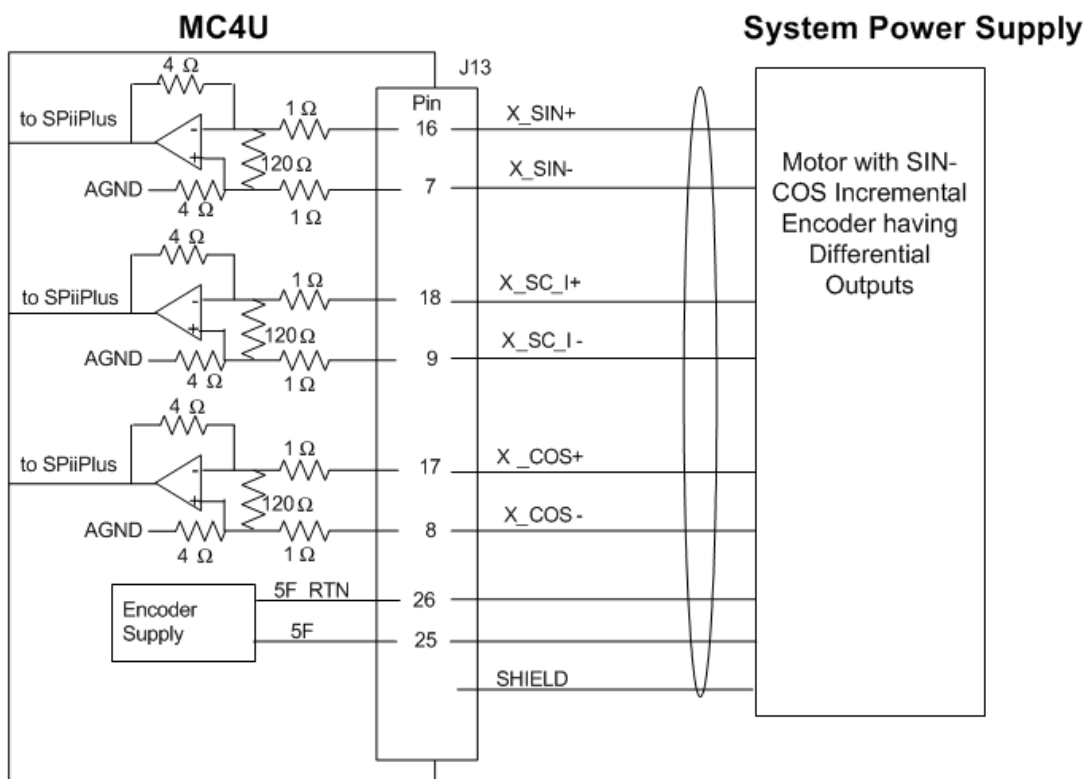 MC4U
System Power Supply
J13
Pin
4 Ω
to SPiiPlus
1 Ω
16
X_SIN+
120 Ω
AGND
4 Ω
1 Ω
7
X_SIN-
4 Ω
to SPiiPlus
1 Ω
18
X_SC_I+
120 Ω
AGND
4 Ω
1 Ω
9
X_SC_I -
4 Ω
to SPiiPlus
1 Ω
17
X _COS+
120 Ω
AGND
4 Ω
1 Ω
8
X_COS -
Encoder
Supply
5F RTN
26
5F
25
SHIELD
Motor with SIN-
COS Incremental
Encoder having
Differential
Outputs